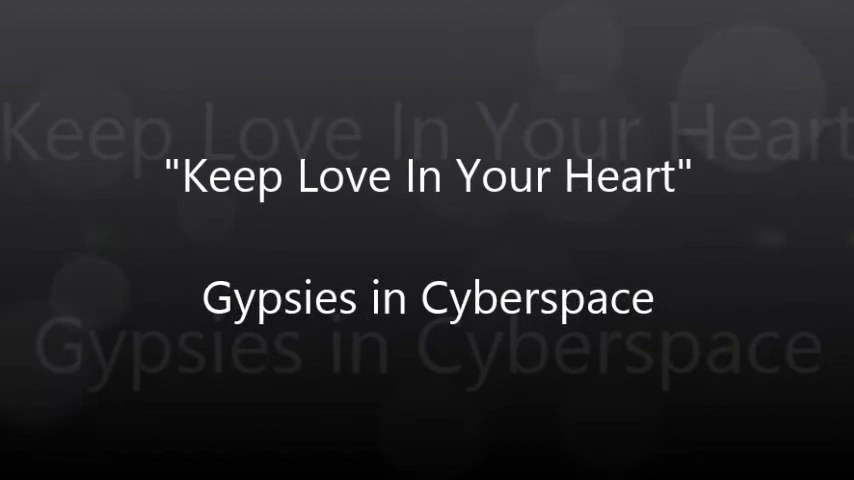 Keep Love In Your Heart
"Keep Love In Your Heart"
Gypsies in Cyberspace
Gypsies in Cyberspace